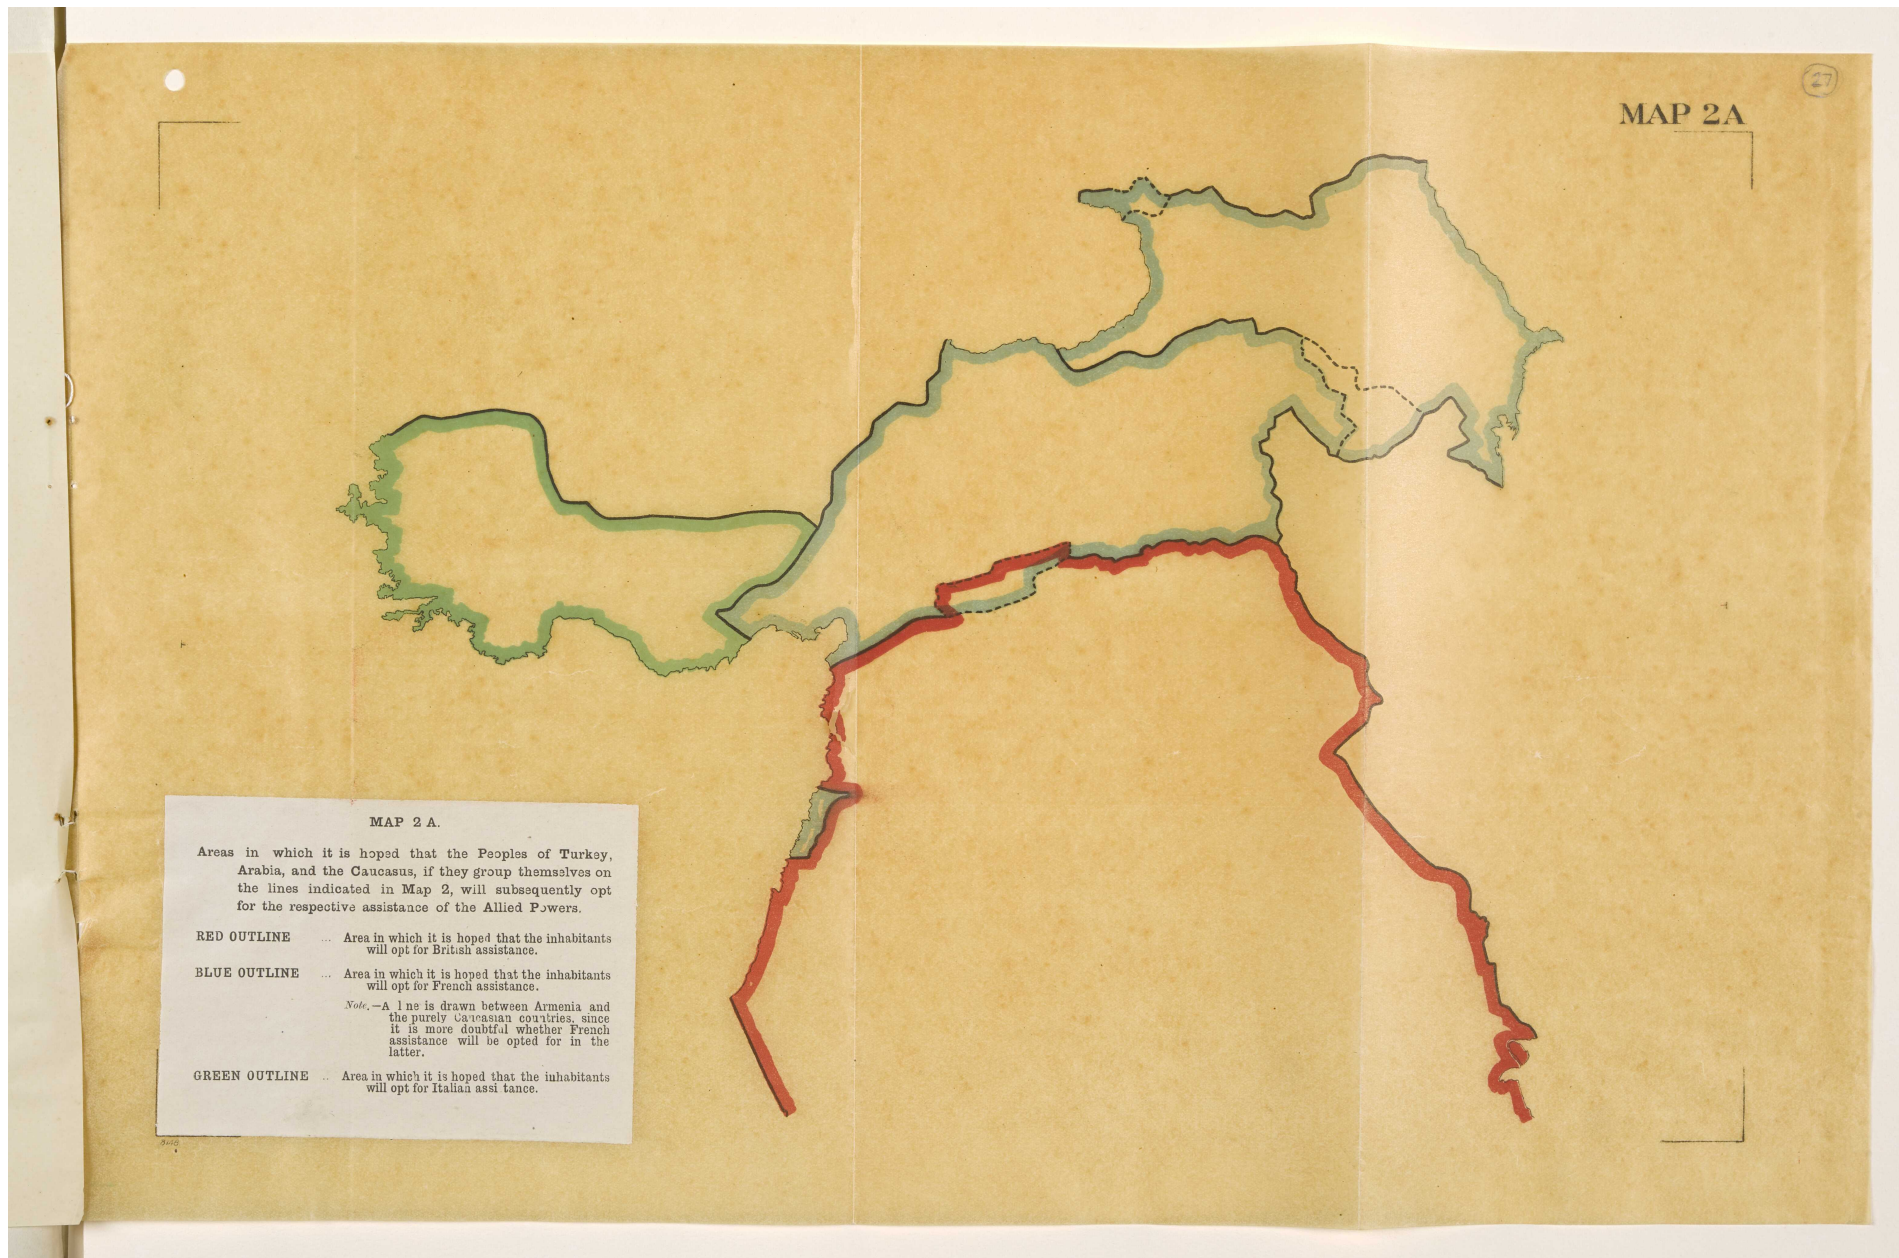 27
MAP 2A
MAP 2 A.
Areas in which it is hoped that the Peoples of Turkey,
Arabia, and the Caucasus, if they group themselves on
the lines indicated in Map 2, will subsequently opt
for the respective assistance of the Allied Powers.
RED OUTLINE ... Area in which it is hoped that the inhabitants
will opt for British assistance.
BLUE OUTLINE ... Area in which it is hoped that the inhabitants
will opt for French assistance.
Note.—A l ne is drawn between Armenia and
the purely Caucasian countries, since
it is more doubtful whether French
assistance will be opted for in the
latter.
GREEN OUTLINE .. Area in which it is hoped that the inhabitants
will opt for Italian assi tance.